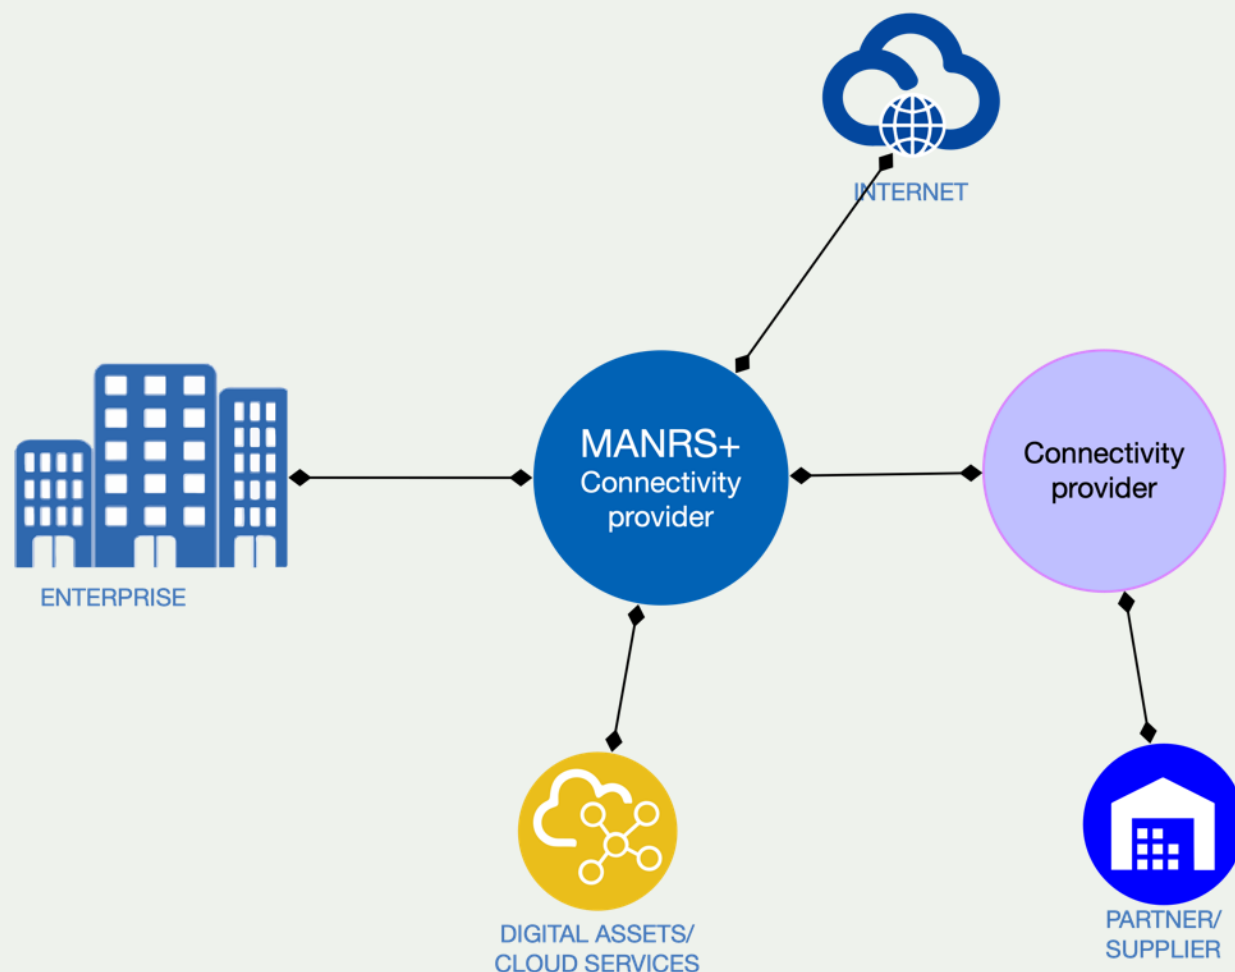 INTERNET
MANRS+
Connectivity
provider
Connectivity
provider
ENTERPRISE
DIGITAL ASSETS/
CLOUD SERVICES
PARTNER/
SUPPLIER